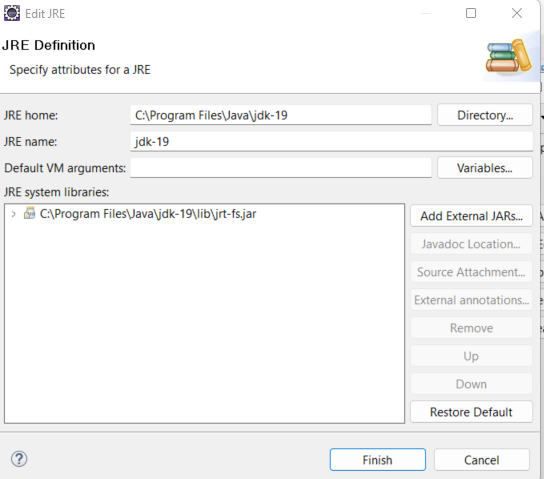 Edit JRE
JRE Definition
Specify attributes for a JRE
JRE home:
C:\Program Files\Java\jdk-19
Directory...
JRE name:
jdk-19
Default VM arguments:
Variables...
JRE system libraries:
C:\Program Files\Java\jdk-19\lib\jrt-fs.jar
Add External JARs...
Javadoc Location...
Source Attachment...
External annotations...
Remove
Up
Down
Restore Default
?
Finish
Cancel